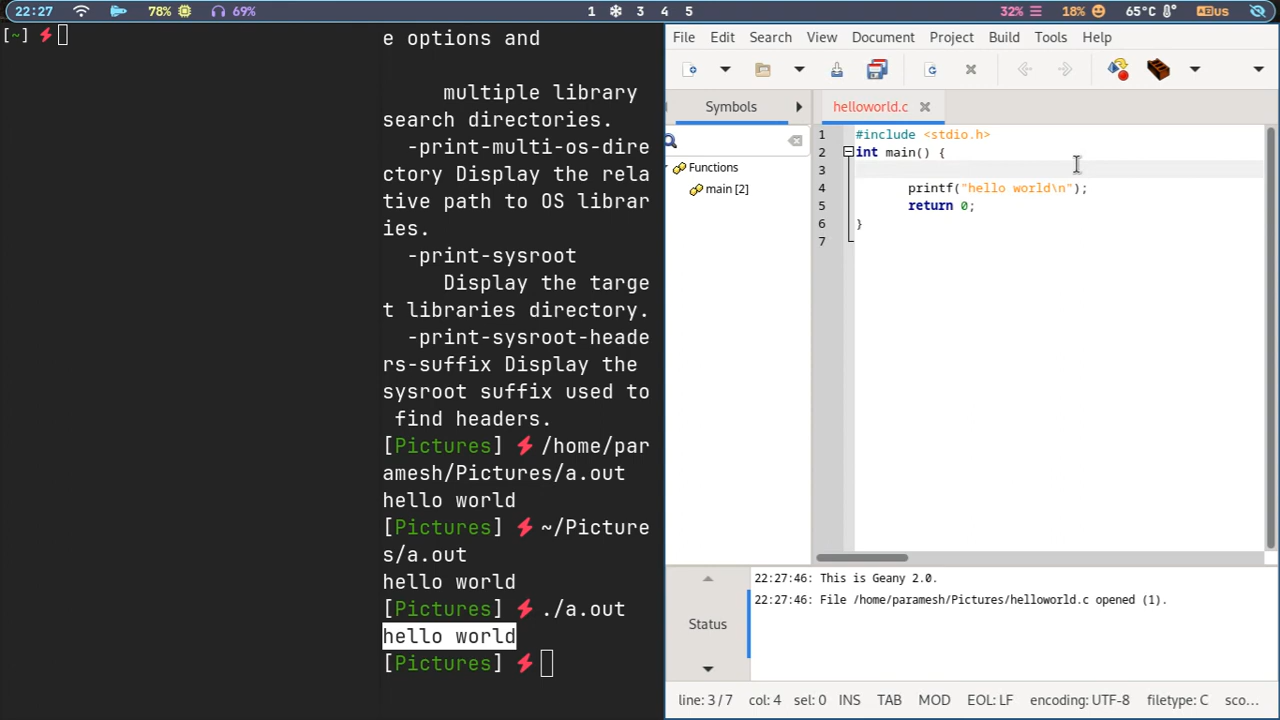 22:27 78% 69% 1 3 4 5 32% 18% 65°C us
[~]
e options and
multiple library
search directories.
-print-multi-os-dire
ctory Display the rela
tive path to OS librar
ies.
-print-sysroot
Display the targe
t libraries directory.
-print-sysroot-heade
rs-suffix Display the
sysroot suffix used to
find headers.
[Pictures] /home/par
amesh/Pictures/a.out
hello world
[Pictures] ~/Picture
s/a.out
hello world
[Pictures] ./a.out
hello world
[Pictures]
File Edit Search View Document Project Build Tools Help
Symbols
Functions
main [2]
helloworld.c
1 #include <stdio.h>
2 int main() {
3
4 printf("hello world\n");
5 return 0;
6 }
7
Status
22:27:46: This is Geany 2.0.
22:27:46: File /home/paramesh/Pictures/helloworld.c opened (1).
line: 3 / 7 col: 4 sel: 0 INS TAB MOD EOL: LF encoding: UTF-8 filetype: C sco...